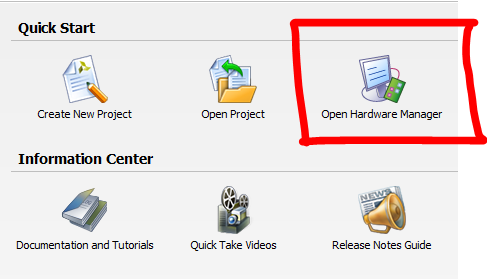 Quick Start
Create New Project
Open Project
Open Hardware Manager
Information Center
Documentation and Tutorials
Quick Take Videos
NEWS
Release Notes Guide